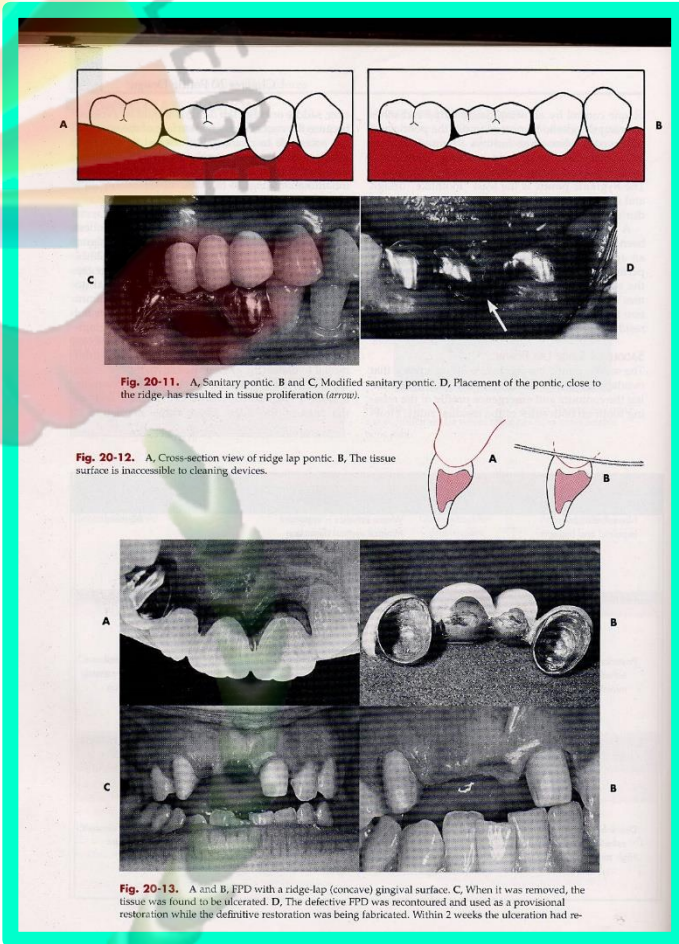 A
B
C
D
Fig. 20-11. A, Sanitary pontic. B and C, Modified sanitary pontic. D, Placement of the pontic, close to
the ridge, has resulted in tissue proliferation (arrow).
Fig. 20-12. A, Cross-section view of ridge lap pontic. B, The tissue
surface is inaccessible to cleaning devices.
A
B
A
B
C
B
Fig. 20-13. A and B, FPD with a ridge-lap (concave) gingival surface. C, When it was removed, the
tissue was found to be ulcerated. D, The defective FPD was recontoured and used as a provisional
restoration while the definitive restoration was being fabricated. Within 2 weeks the ulceration had re-